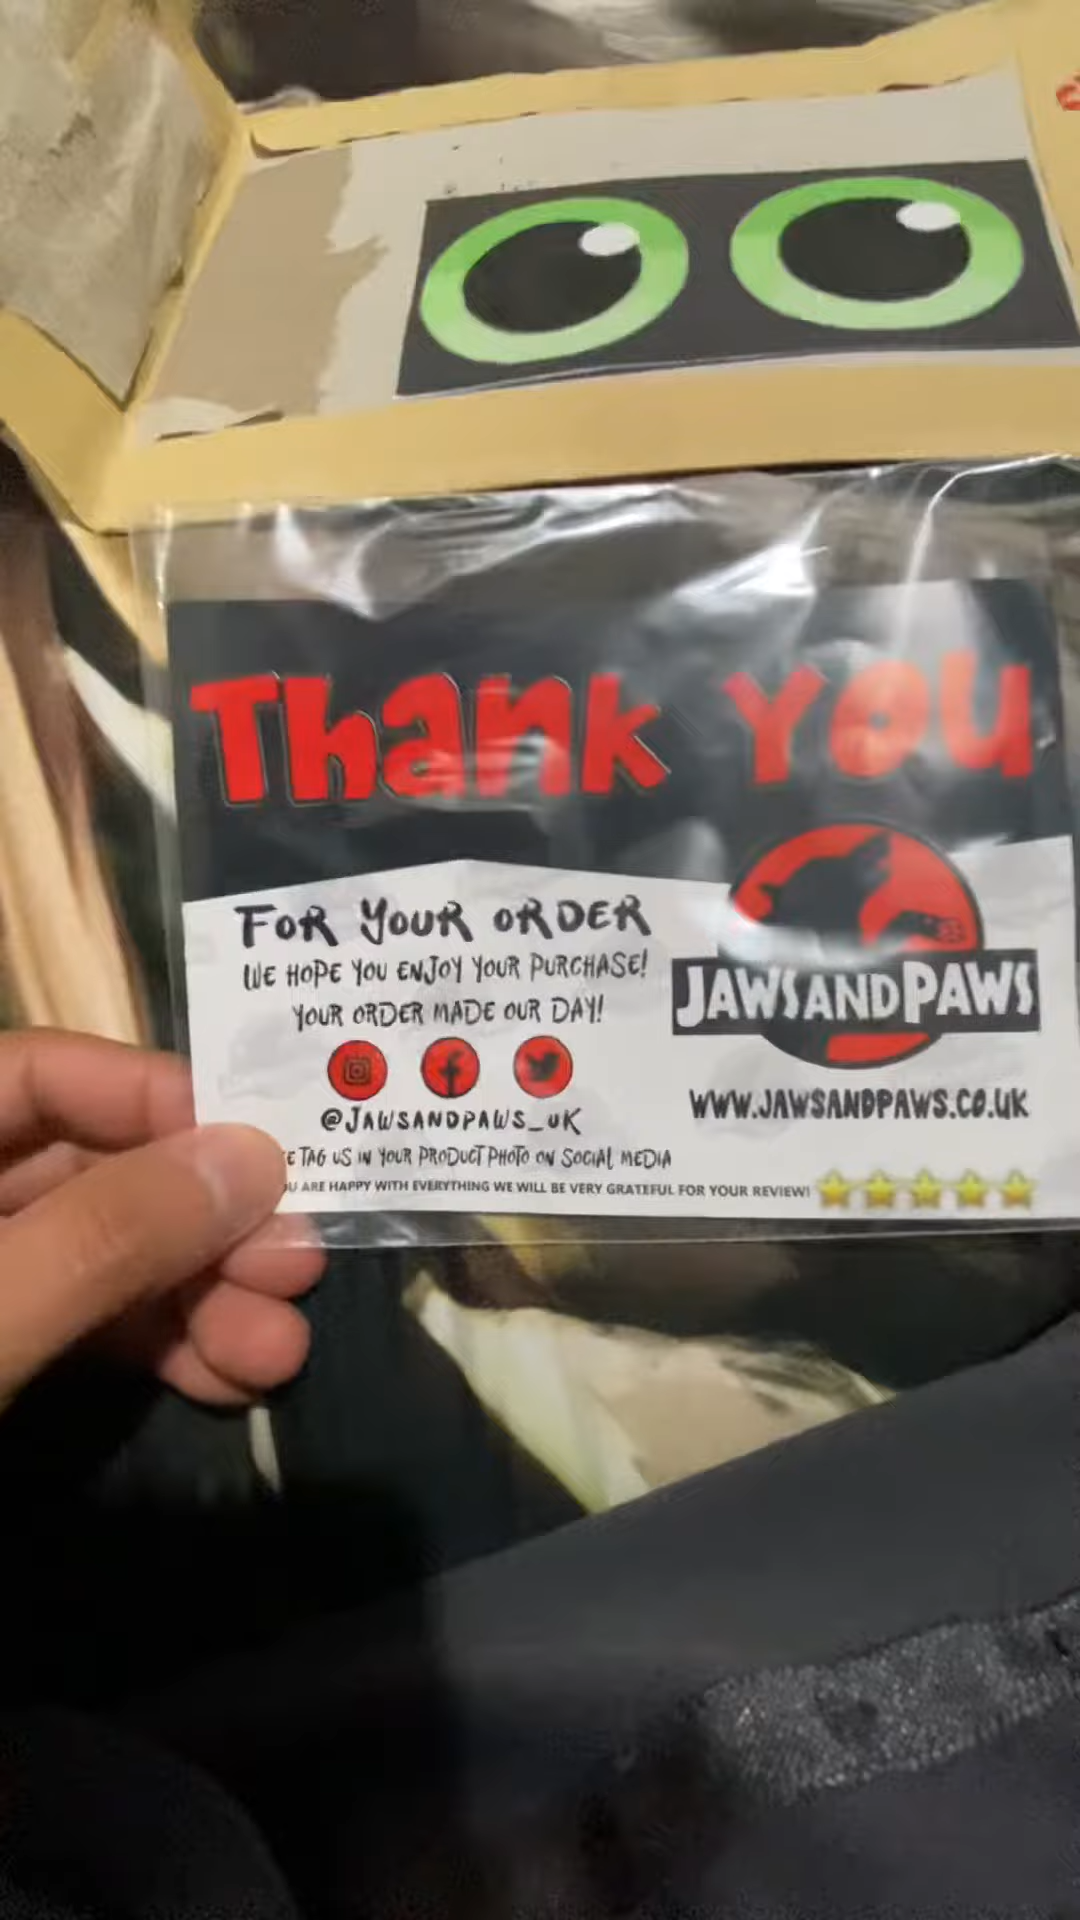 Thank YOU
FOR YOUR ORDER
WE HOPE YOU ENJOY YOUR PURCHASE!
YOUR ORDER MADE OUR DAY!
@JAWSANDPAWS_UK
TAG US IN YOUR PRODUCT PHOTO ON SOCIAL MEDIA
ARE HAPPY WITH EVERYTHING WE WILL BE VERY GRATEFUL FOR YOUR REVIEW!
JAWSANDPAWS
WWW.JAWSANDPAWS.CO.UK